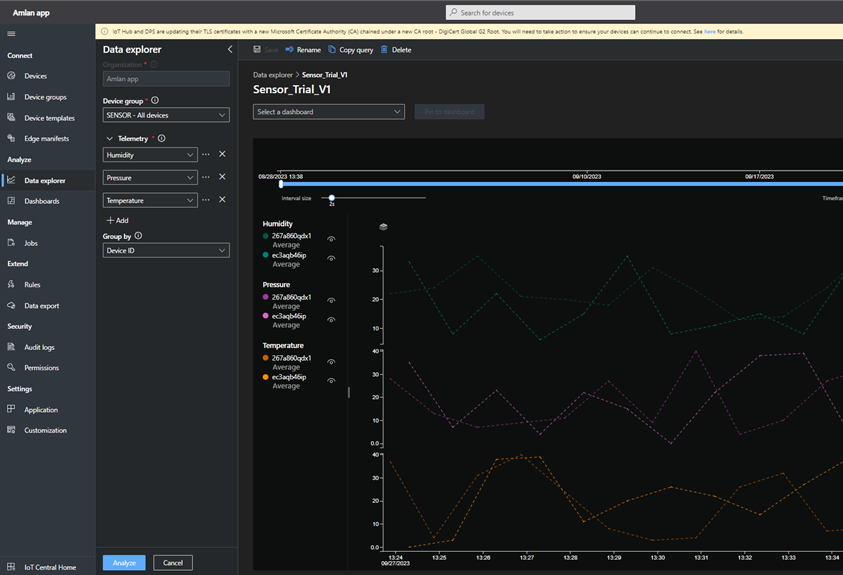 Amlan app
Search for devices
IoT Hub and DPS are updating their TLS certificates with a new Microsoft Certificate Authority (CA) chained under a new CA root - DigiCert Global G2 Root. You will need to take action to ensure your devices can continue to connect. See here for details.
Connect
Devices
Device groups
Device templates
Edge manifests
Analyze
Data explorer
Dashboards
Manage
Jobs
Extend
Rules
Data export
Security
Audit logs
Permissions
Settings
Application
Customization
IoT Central Home
Data explorer
Organization *
Amlan app
Device group *
SENSOR - All devices
Telemetry *
Humidity
Pressure
Temperature
+ Add
Group by
Device ID
Analyze Cancel
Save Rename Copy query Delete
Data explorer > Sensor_Trial_V1
Sensor_Trial_V1
Select a dashboard Pin to dashboard
08/28/2023 13:38 09/10/2023 09/17/2023
Interval size
2s
Timefra
Humidity
267a860qdx1
Average
ec3aqb46ip
Average
Pressure
267a860qdx1
Average
ec3aqb46ip
Average
Temperature
267a860qdx1
Average
ec3aqb46ip
Average
30
20
10
40
30
20
10
0.0
40
30
20
10
0.0
13:24 13:25 13:26 13:27 13:28 13:29 13:30 13:31 13:32 13:33 13:34
09/27/2023